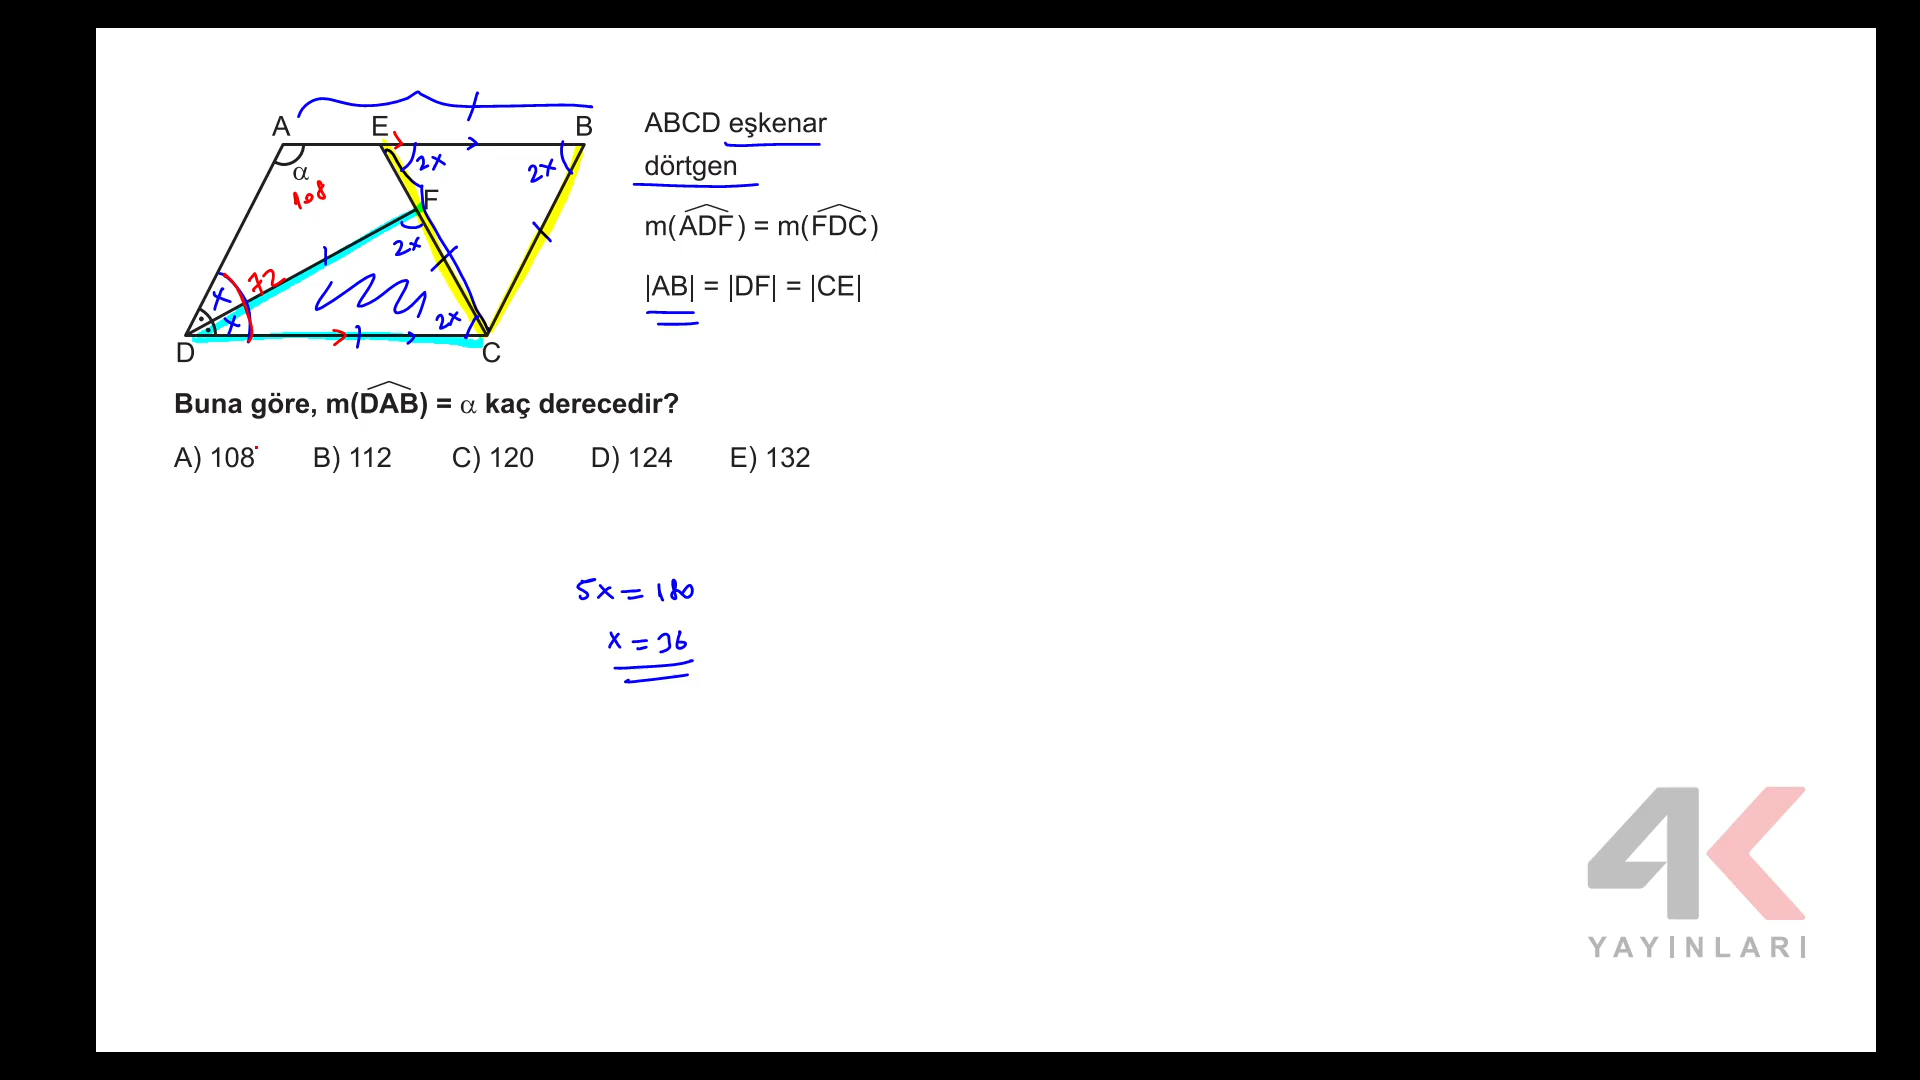 A E B
α
108
2x
2x
F
2x
72
x
x
2x
D C
ABCD eşkenar
dörtgen
m(ADF) = m(FDC)
|AB| = |DF| = |CE|
Buna göre, m(DAB) = α kaç derecedir?
A) 108 B) 112 C) 120 D) 124 E) 132
5x = 180
x = 36
4K
YAYINLARI